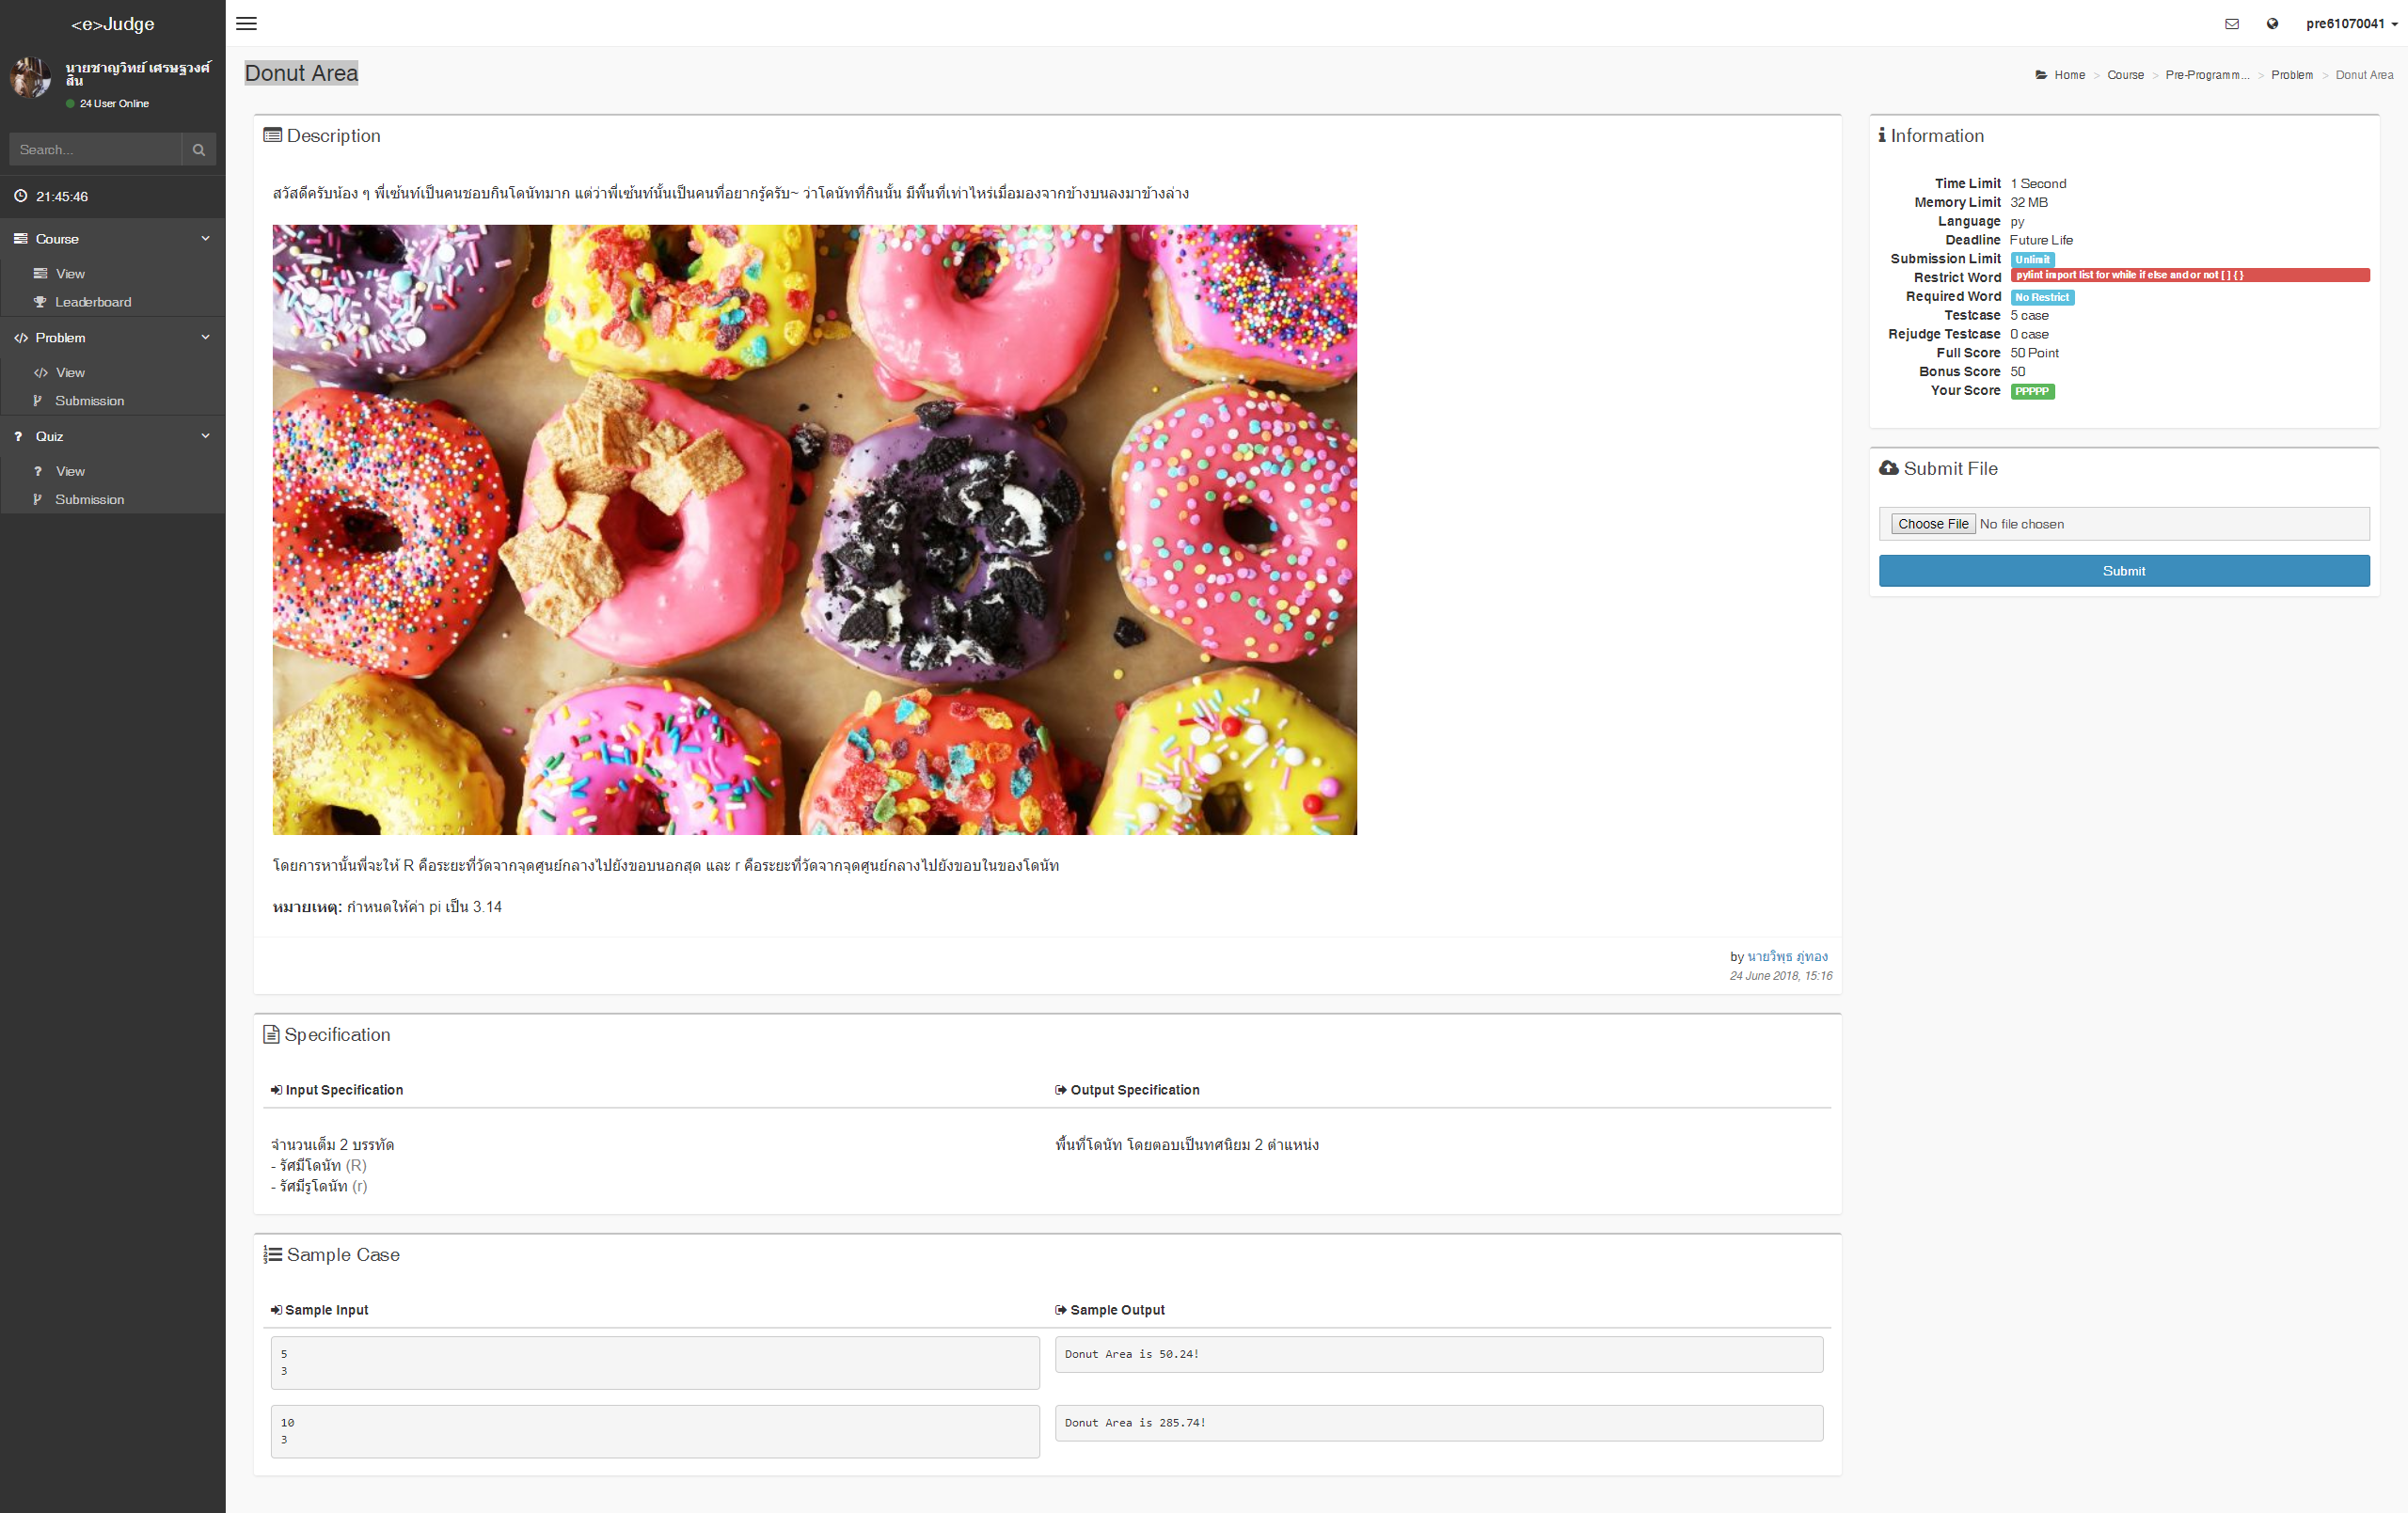 <e>Judge
pre61070041
นายชาญวิทย์ เศรษฐวงศ์
สิน
24 User Online
Search...
21:45:46
Course
View
Leaderboard
Problem
View
Submission
Quiz
View
Submission
Donut Area
Home > Course > Pre-Programm... > Problem > Donut Area
Description
สวัสดีครับน้อง ๆ พี่เซ้นท์เป็นคนชอบกินโดนัทมาก แต่ว่าพี่เซ้นท์นั้นเป็นคนที่อยากรู้ครับ~ ว่าโดนัทที่กินนั้น มีพื้นที่เท่าไหร่เมื่อมองจากข้างบนลงมาข้างล่าง
โดยการหานั้นพี่จะให้ R คือระยะที่วัดจากจุดศูนย์กลางไปยังขอบนอกสุด และ r คือระยะที่วัดจากจุดศูนย์กลางไปยังขอบในของโดนัท
หมายเหตุ: กำหนดให้ค่า pi เป็น 3.14
by นายวิพุธ ภู่ทอง
24 June 2018, 15:16
Specification
Input Specification
Output Specification
จำนวนเต็ม 2 บรรทัด
- รัศมีโดนัท (R)
- รัศมีรูโดนัท (r)
พื้นที่โดนัท โดยตอบเป็นทศนิยม 2 ตำแหน่ง
Sample Case
Sample Input
Sample Output
5
3
Donut Area is 50.24!
10
3
Donut Area is 285.74!
Information
Time Limit 1 Second
Memory Limit 32 MB
Language py
Deadline Future Life
Submission Limit Unlimit
Restrict Word pylint import list for while if else and or not [ ] { }
Required Word No Restrict
Testcase 5 case
Rejudge Testcase 0 case
Full Score 50 Point
Bonus Score 50
Your Score PPPPP
Submit File
Choose File No file chosen
Submit